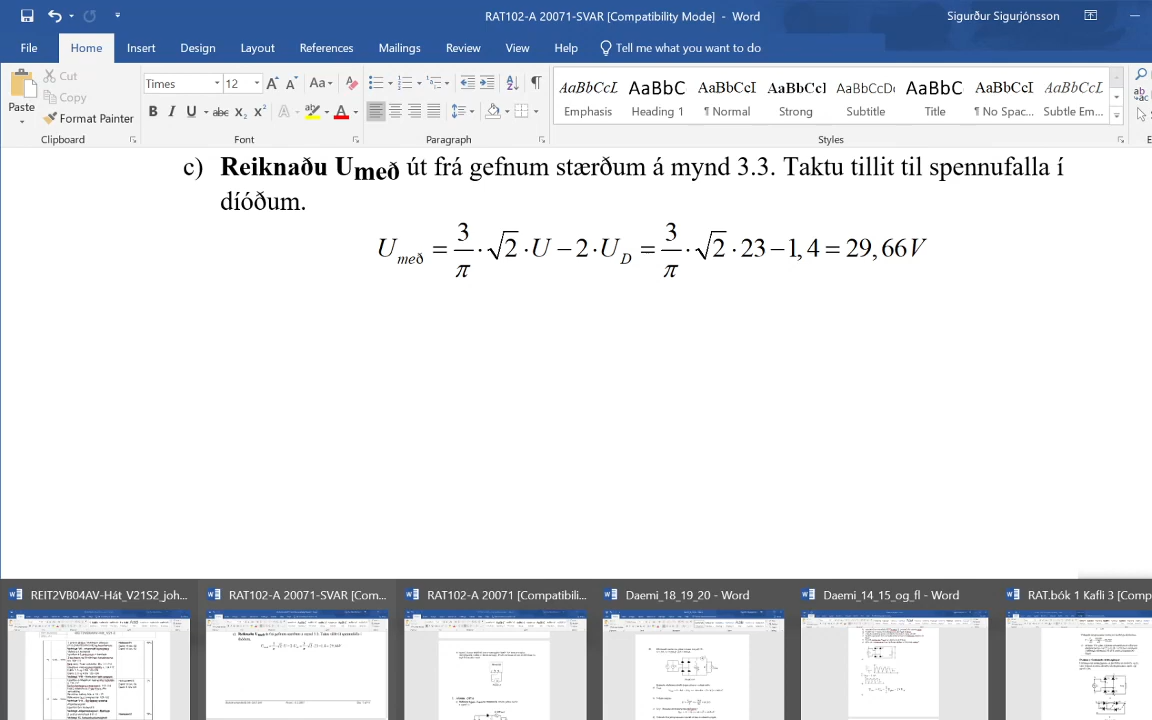 RAT102-A 20071-SVAR [Compatibility Mode] - Word
Sigurður Sigurjónsson
File Home Insert Design Layout References Mailings Review View Help Tell me what you want to do
Paste
Cut
Copy
Format Painter
Times 12
AaBbCcL AaBbC AaBbCcI AaBbCcl AaBbCcD AaBbC AaBbCcI AaBbCcL
Emphasis Heading 1 ¶ Normal Strong Subtitle Title ¶ No Spac... Subtle Em...
Clipboard Font Paragraph Styles
c) Reiknaðu Umeð út frá gefnum stærðum á mynd 3.3. Taktu tillit til spennufalla í
díóðum.
U_með = 3/π · √2 · U − 2 · U_D = 3/π · √2 · 23 − 1, 4 = 29, 66V
REIT2VB04AV-Hát_V21S2_joh... RAT102-A 20071-SVAR [Com... RAT102-A 20071 [Compatibili... Daemi_18_19_20 - Word Daemi_14_15_og_fl - Word RAT.bók 1 Kafli 3 [Comp